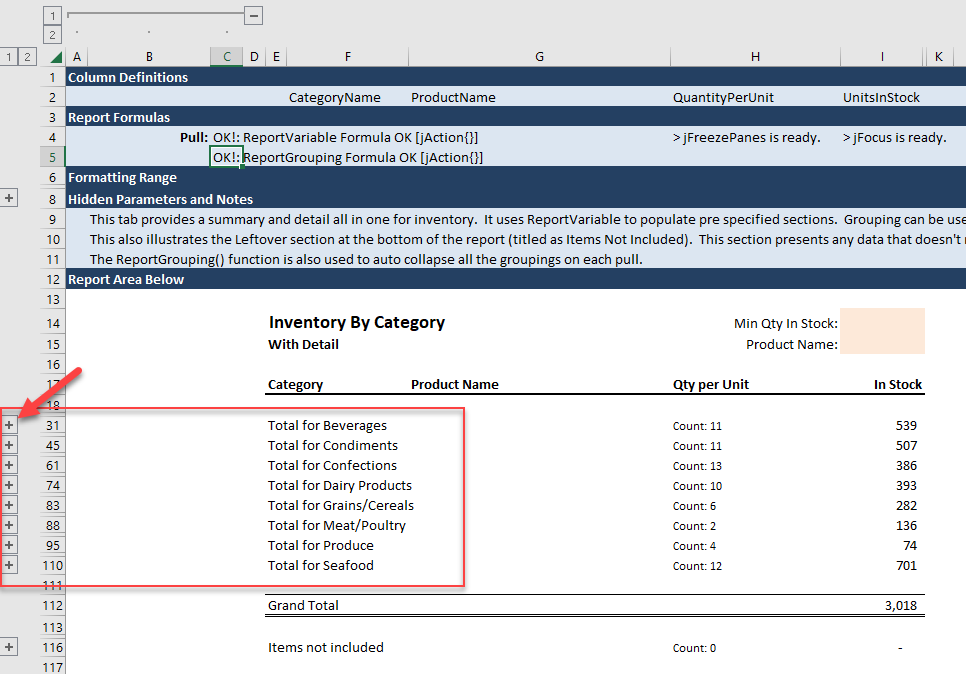 1
2
1 2 A B C D E F G H I K
1 Column Definitions
2 CategoryName ProductName QuantityPerUnit UnitsInStock
3 Report Formulas
4 Pull: OK!: ReportVariable Formula OK [jAction{}] > jFreezePanes is ready. > jFocus is ready.
5 OK!: ReportGrouping Formula OK [jAction{}]
6 Formatting Range
8 Hidden Parameters and Notes
9 This tab provides a summary and detail all in one for inventory. It uses ReportVariable to populate pre specified sections. Grouping can be use
10 This also illustrates the Leftover section at the bottom of the report (titled as Items Not Included). This section presents any data that doesn't
11 The ReportGrouping() function is also used to auto collapse all the groupings on each pull.
12 Report Area Below
13
14 Inventory By Category Min Qty In Stock:
15 With Detail Product Name:
16
17 Category Product Name Qty per Unit In Stock
18
31 Total for Beverages Count: 11 539
45 Total for Condiments Count: 11 507
61 Total for Confections Count: 13 386
74 Total for Dairy Products Count: 10 393
83 Total for Grains/Cereals Count: 6 282
88 Total for Meat/Poultry Count: 2 136
95 Total for Produce Count: 4 74
110 Total for Seafood Count: 12 701
111
112 Grand Total 3,018
113
116 Items not included Count: 0 -
117